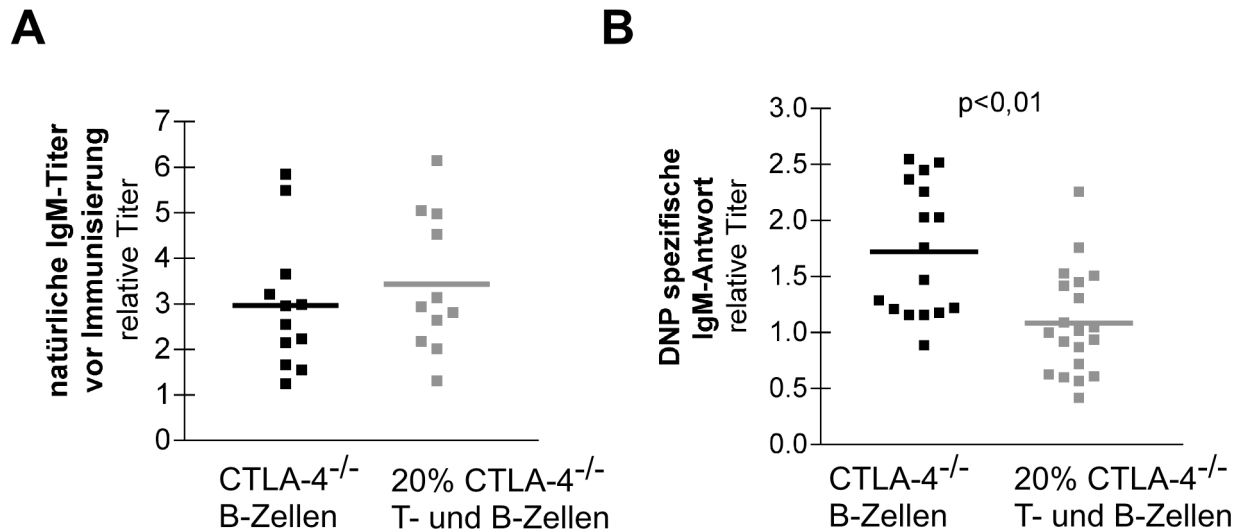 A
natürliche IgM-Titer
vor Immunisierung
relative Titer
7
6
5
4
3
2
1
0
CTLA-4-/-
B-Zellen
20% CTLA-4-/-
T- und B-Zellen
B
DNP spezifische
IgM-Antwort
relative Titer
p<0,01
3.0
2.5
2.0
1.5
1.0
0.5
0.0
CTLA-4-/-
B-Zellen
20% CTLA-4-/-
T- und B-Zellen